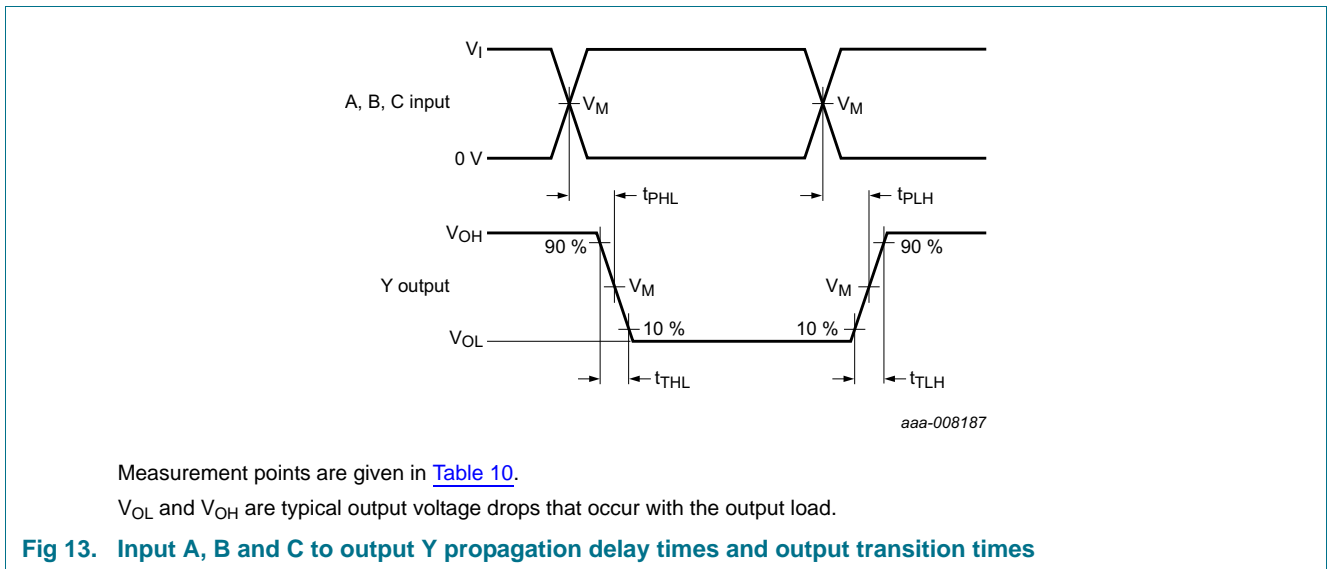 VI
A, B, C input
VM
VM
0 V
tPHL
tPLH
VOH
90 %
90 %
Y output
VM
VM
10 %
10 %
VOL
tTHL
tTLH
aaa-008187
Measurement points are given in Table 10.
VOL and VOH are typical output voltage drops that occur with the output load.
Fig 13. Input A, B and C to output Y propagation delay times and output transition times